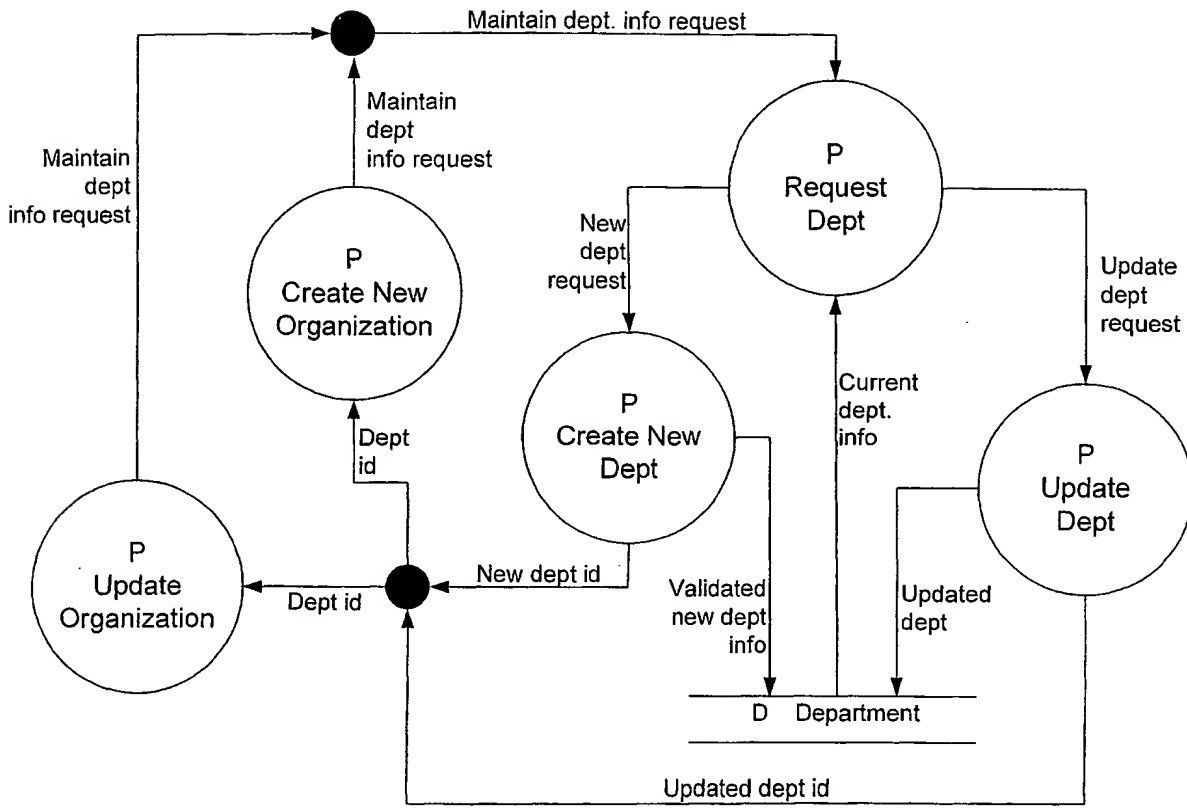 Maintain dept. info request
Maintain
dept
info request
Maintain
dept
info request
P
Request
Dept
P
Create New
Organization
New
dept
request
Update
dept
request
P
Create New
Dept
Current
dept.
info
Dept
id
P
Update
Dept
P
Update
Organization
Dept id
New dept id
Validated
new dept
info
Updated
dept
D Department
Updated dept id